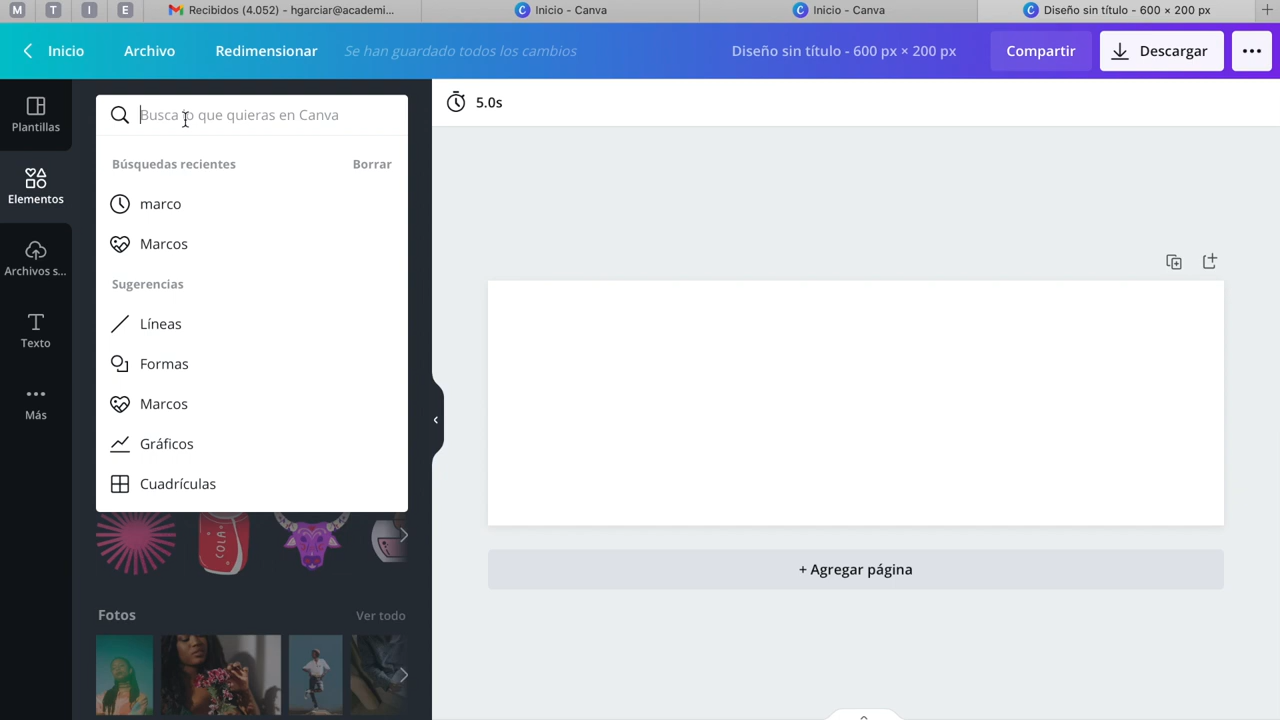 M
T
I
E
Recibidos (4.052) - hgarciar@academi...
Inicio - Canva
Inicio - Canva
Diseño sin título - 600 × 200 px
Inicio
Archivo
Redimensionar
Se han guardado todos los cambios
Diseño sin título - 600 px × 200 px
Compartir
Descargar
Plantillas
Elementos
Archivos s...
Texto
Más
Busca lo que quieras en Canva
Búsquedas recientes
Borrar
marco
Marcos
Sugerencias
Líneas
Formas
Marcos
Gráficos
Cuadrículas
COLA
Fotos
Ver todo
5.0s
+ Agregar página